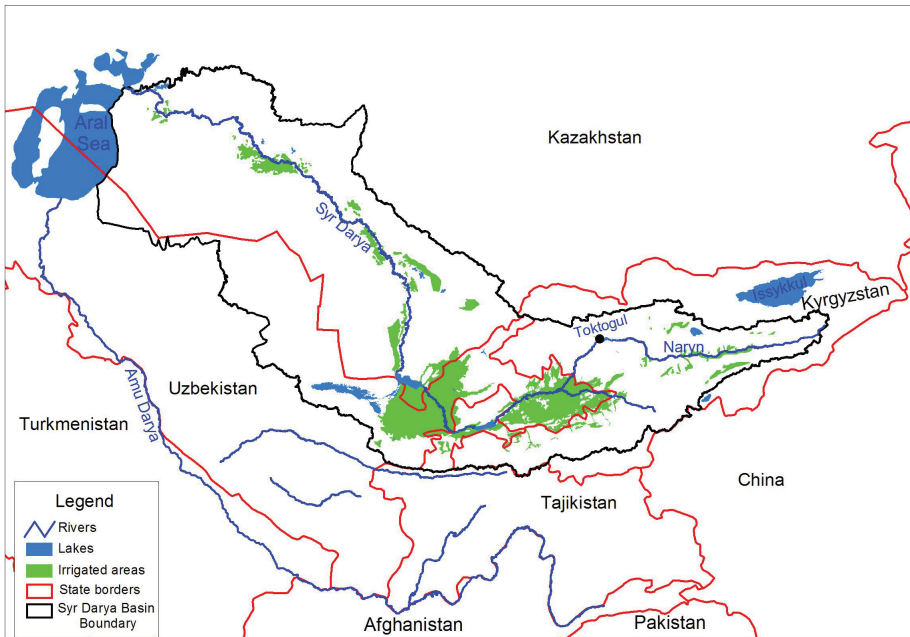 Aral
Sea
Kazakhstan
Syr Darya
Issykkul
Kyrgyzstan
Toktogul
Naryn
Uzbekistan
Amu Darya
Turkmenistan
China
Tajikistan
Legend
Rivers
Lakes
Irrigated areas
State borders
Syr Darya Basin
Boundary
Afghanistan
Pakistan